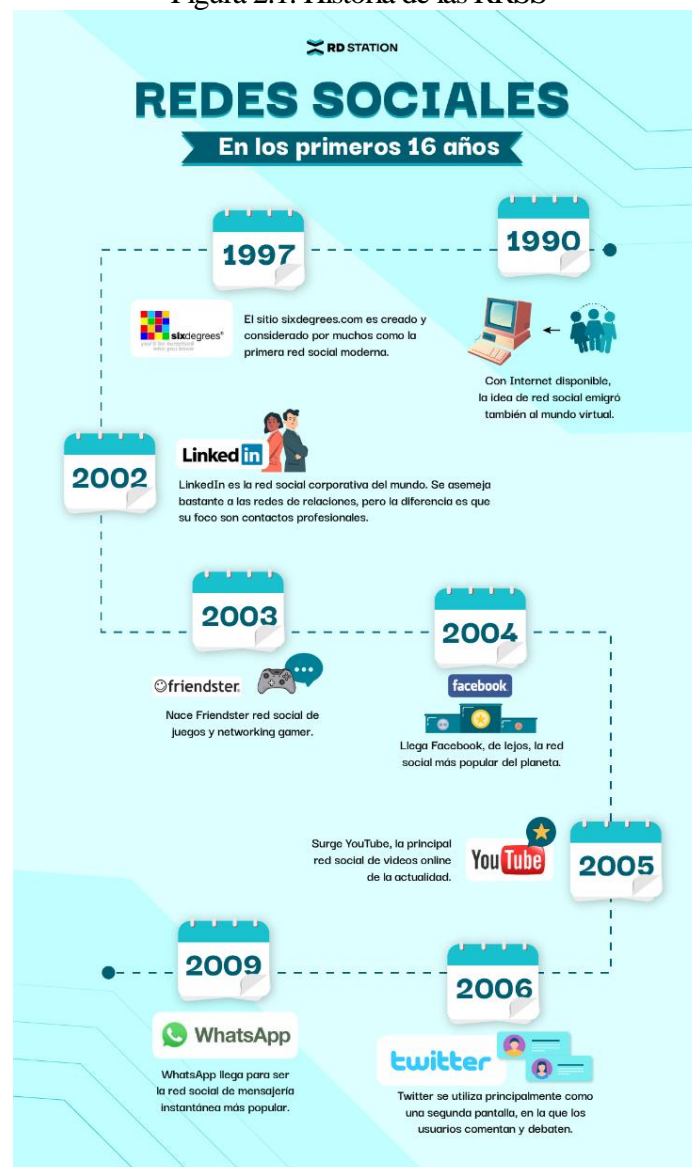 Figura 2.1. Historia de las RRSS
RD STATION
REDES SOCIALES
En los primeros 16 años
1990
Con Internet disponible,
la idea de red social emigró
también al mundo virtual.
1997
sixdegrees
El sitio sixdegrees.com es creado y
considerado por muchos como la
primera red social moderna.
2002
Linked in
LinkedIn es la red social corporativa del mundo. Se asemeja
bastante a las redes de relaciones, pero la diferencia es que
su foco son contactos profesionales.
2003
friendster.
Nace Friendster red social de
juegos y networking gamer.
2004
facebook
Llega Facebook, de lejos, la red
social más popular del planeta.
2005
You Tube
Surge YouTube, la principal
red social de videos online
de la actualidad.
2006
twitter
Twitter se utiliza principalmente como
una segunda pantalla, en la que los
usuarios comentan y debaten.
2009
WhatsApp
WhatsApp llega para ser
la red social de mensajería
instantánea más popular.